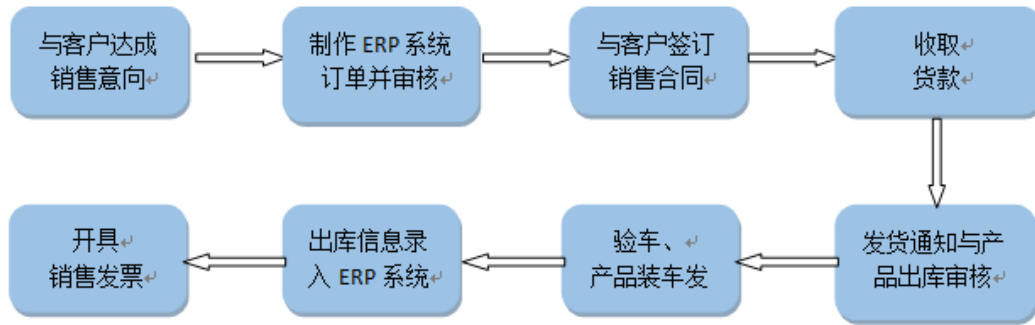 与客户达成
销售意向
制作 ERP 系统
订单并审核
与客户签订
销售合同
收取
货款
发货通知与产
品出库审核
验车、
产品装车发
出库信息录
入 ERP 系统
开具
销售发票